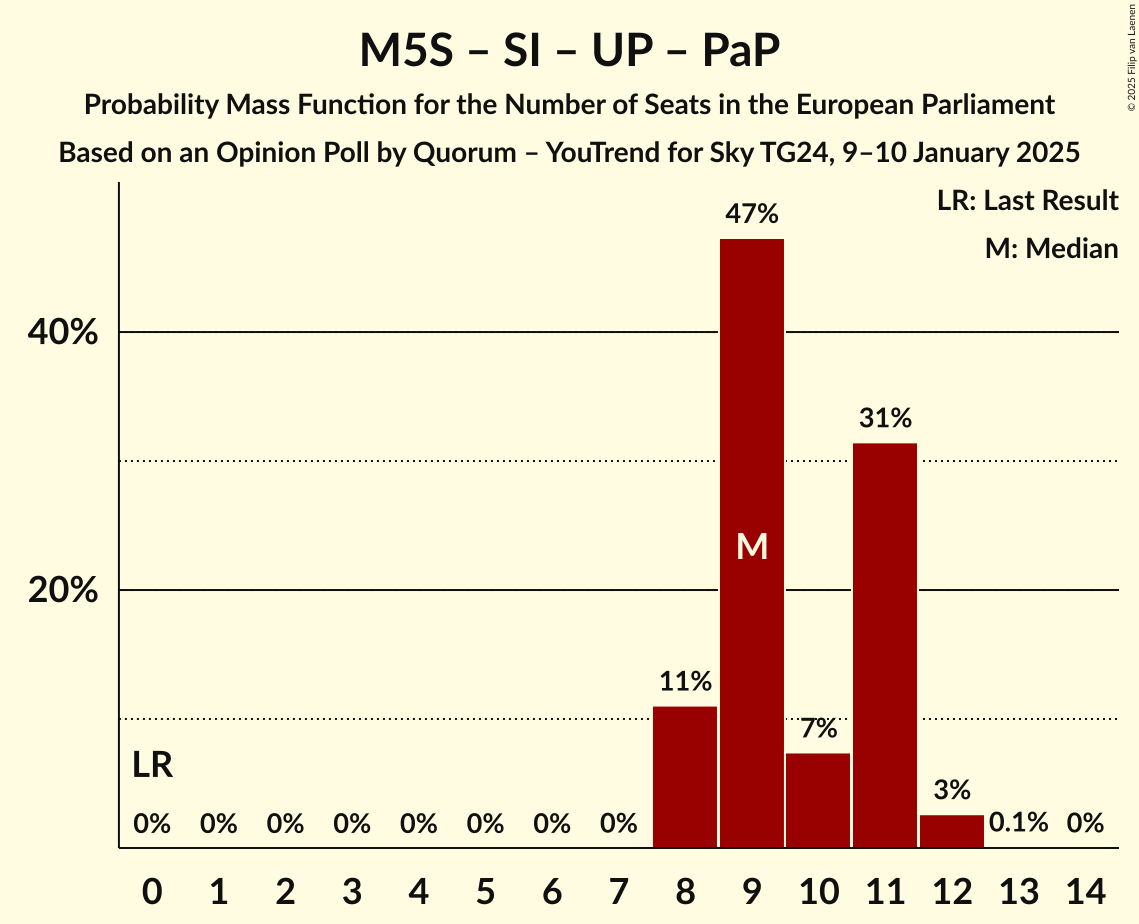 M5S – SI – UP – PaP
Probability Mass Function for the Number of Seats in the European Parliament
Based on an Opinion Poll by Quorum – YouTrend for Sky TG24, 9–10 January 2025
© 2025 Filip van Laenen
LR: Last Result
M: Median
47%
40%
31%
M
20%
11%
7%
LR
3%
0% 0% 0% 0% 0% 0% 0% 0% 0.1% 0%
0 1 2 3 4 5 6 7 8 9 10 11 12 13 14